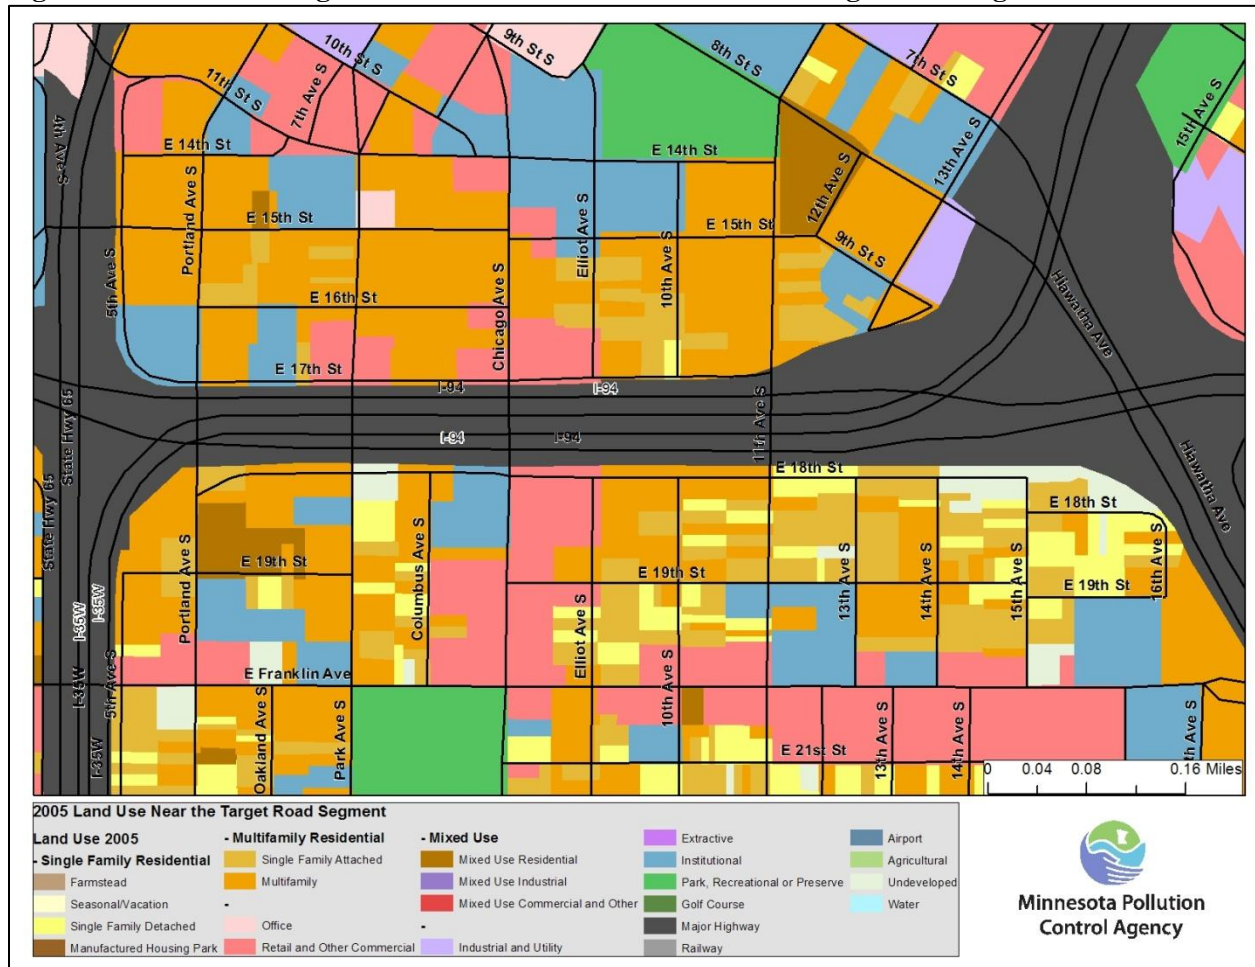 10th St S
9th St S
8th St S
7th St S
11th St S
7th Ave S
4th Ave S
15th Ave S
E 14th St
E 14th St
13th Ave S
12th Ave S
Portland Ave S
E 15th St
E 15th St
Elliot Ave S
10th Ave S
9th St S
5th Ave S
E 16th St
Chicago Ave S
Hiawatha Ave
E 17th St
I-94
I-94
State Hwy 65
I-94
I-94
11th Ave S
State Hwy 65
E 18th St
Hiawatha Ave
E 18th St
Portland Ave S
E 19th St
Columbus Ave S
E 19th St
13th Ave S
14th Ave S
15th Ave S
E 19th St
16th Ave S
I-35W
I-35W
Elliot Ave S
5th Ave S
E Franklin Ave
I-35W
10th Ave S
Oakland Ave S
Park Ave S
E 21st St
13th Ave S
14th Ave S
Ave S
I-35W
0 0.04 0.08 0.16 Miles
2005 Land Use Near the Target Road Segment
Land Use 2005
- Single Family Residential
Farmstead
Seasonal/Vacation
Single Family Detached
Manufactured Housing Park
- Multifamily Residential
Single Family Attached
Multifamily
-
Office
Retail and Other Commercial
- Mixed Use
Mixed Use Residential
Mixed Use Industrial
Mixed Use Commercial and Other
-
Industrial and Utility
Extractive
Institutional
Park, Recreational or Preserve
Golf Course
Major Highway
Railway
Airport
Agricultural
Undeveloped
Water
Minnesota Pollution
Control Agency